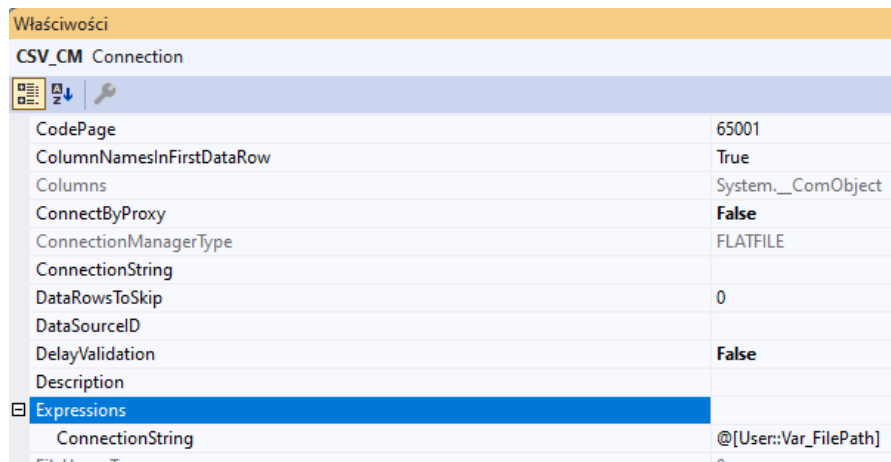 Właściwości
CSV_CM Connection
CodePage 65001
ColumnNamesInFirstDataRow True
Columns System.__ComObject
ConnectByProxy False
ConnectionManagerType FLATFILE
ConnectionString
DataRowsToSkip 0
DataSourceID
DelayValidation False
Description
Expressions
ConnectionString @[User::Var_FilePath]